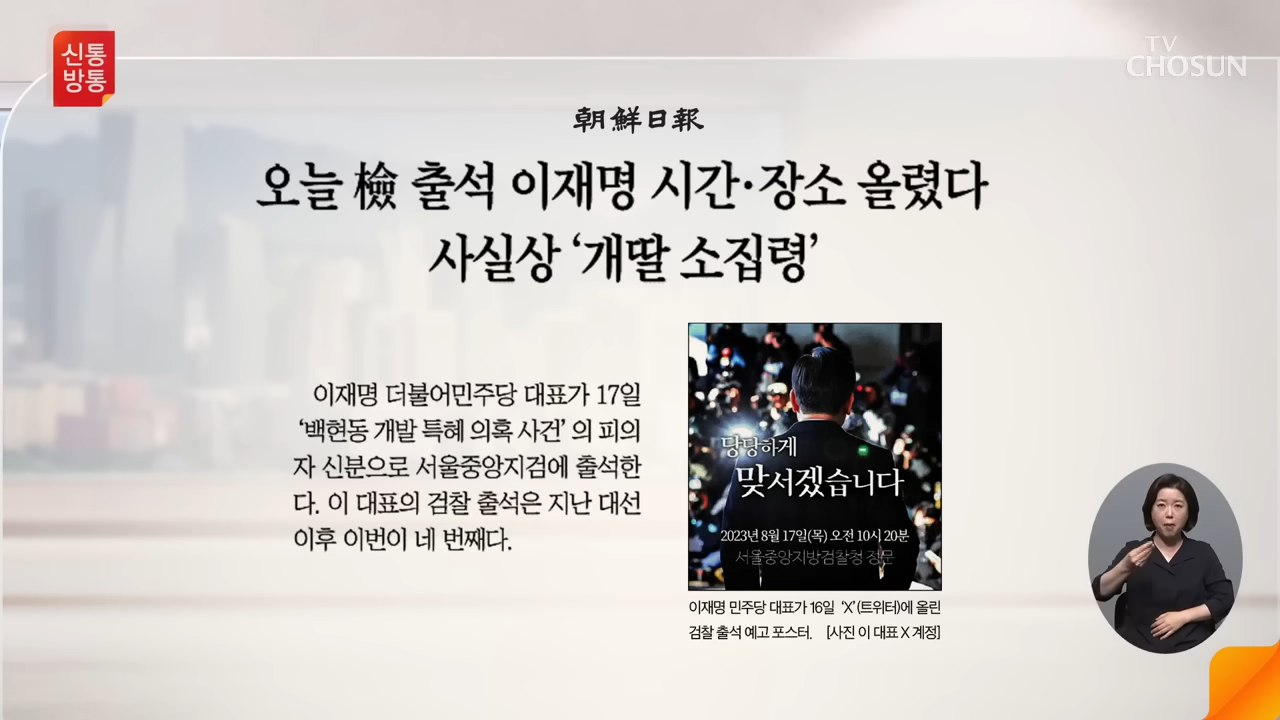 신통
방통
TV
CHOSUN
朝鮮日報
오늘 檢 출석 이재명 시간·장소 올렸다
사실상 ‘개딸 소집령’
이재명 더불어민주당 대표가 17일
‘백현동 개발 특혜 의혹 사건’ 의 피의
자 신분으로 서울중앙지검에 출석한
다. 이 대표의 검찰 출석은 지난 대선
이후 이번이 네 번째다.
당당하게
맞서겠습니다
2023년 8월 17일(목) 오전 10시 20분
서울중앙지방검찰청 정문
이재명 민주당 대표가 16일 ‘X’(트위터)에 올린
검찰 출석 예고 포스터. [사진 이 대표 X 계정]